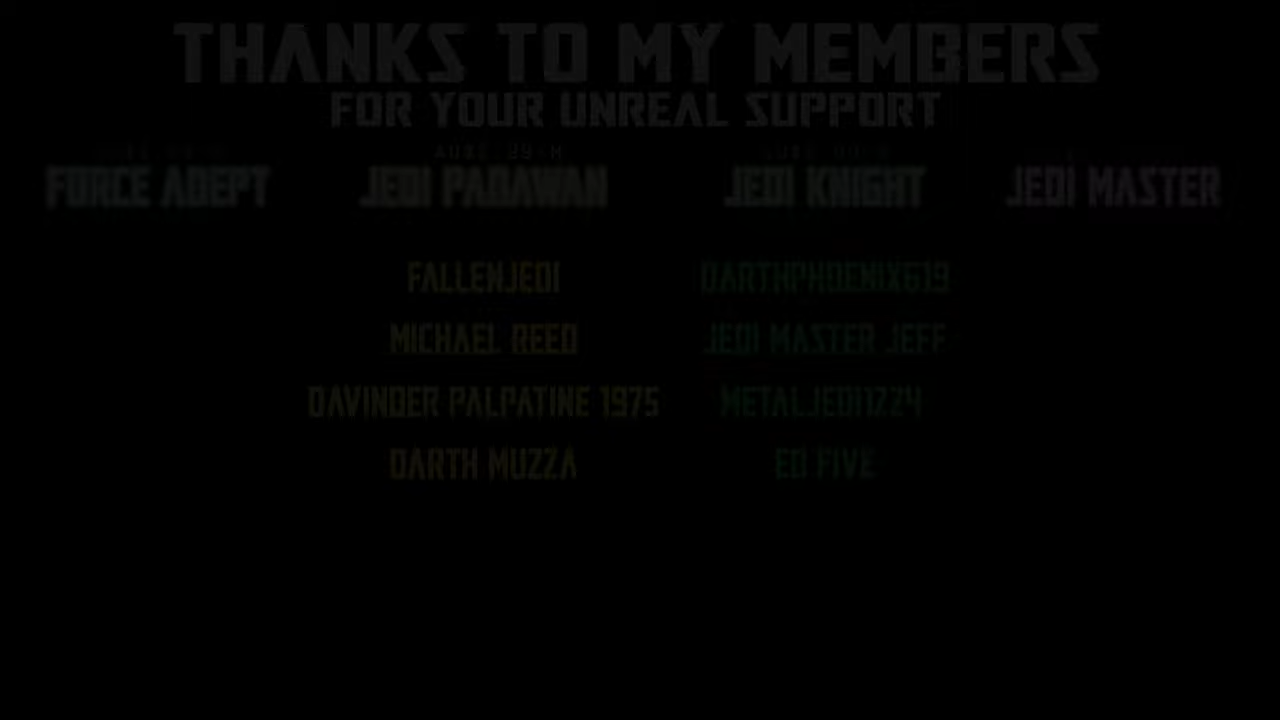 THANKS TO MY MEMBERS
FOR YOUR UNREAL SUPPORT
FORCE ADEPT JEDI PADAWAN JEDI KNIGHT JEDI MASTER
FALLENJEDI DARTHPHOENIX619
MICHAEL REED JEDI MASTER JEFF
DAVINDER PALPATINE 1975 METALJEDI1224
DARTH MUZZA ED FIVE